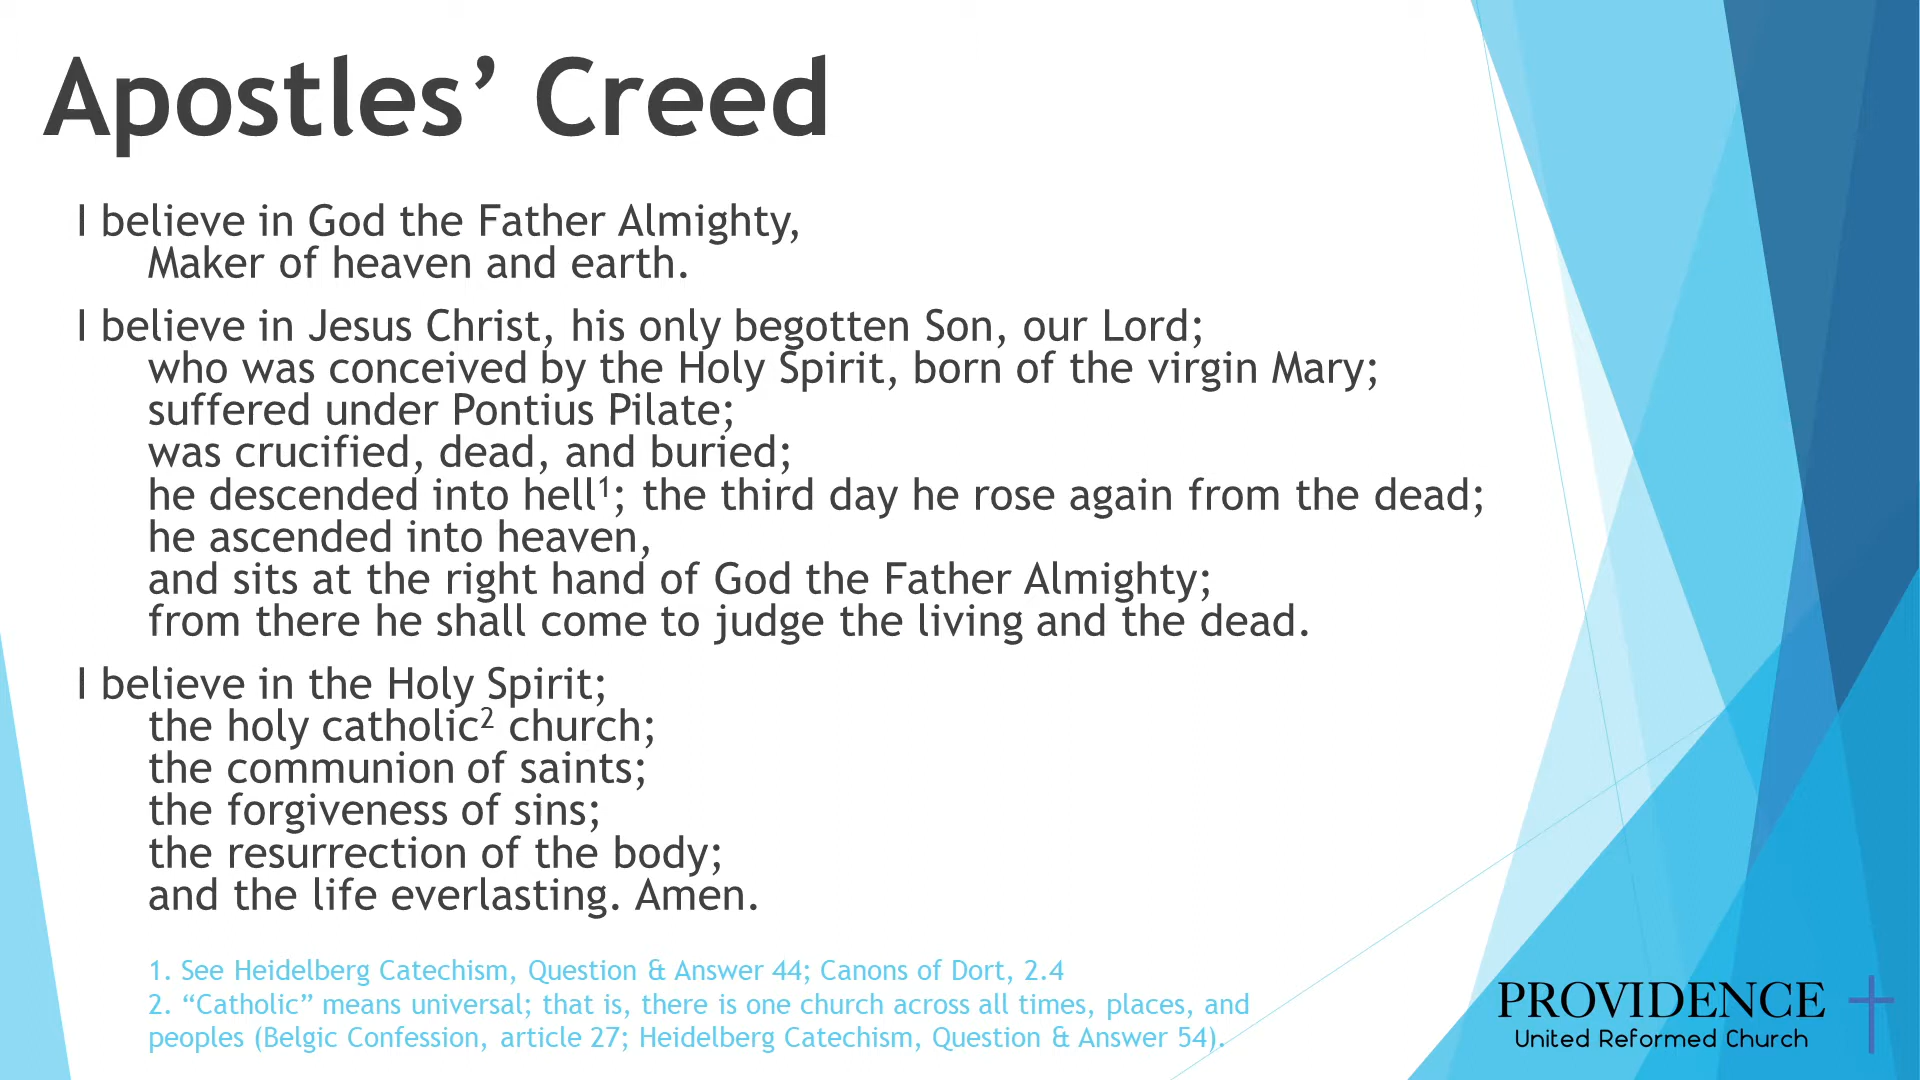 Apostles’ Creed
I believe in God the Father Almighty,
Maker of heaven and earth.
I believe in Jesus Christ, his only begotten Son, our Lord;
who was conceived by the Holy Spirit, born of the virgin Mary;
suffered under Pontius Pilate;
was crucified, dead, and buried;
he descended into hell¹; the third day he rose again from the dead;
he ascended into heaven,
and sits at the right hand of God the Father Almighty;
from there he shall come to judge the living and the dead.
I believe in the Holy Spirit;
the holy catholic² church;
the communion of saints;
the forgiveness of sins;
the resurrection of the body;
and the life everlasting. Amen.
1. See Heidelberg Catechism, Question & Answer 44; Canons of Dort, 2.4
2. “Catholic” means universal; that is, there is one church across all times, places, and
peoples (Belgic Confession, article 27; Heidelberg Catechism, Question & Answer 54).
PROVIDENCE
United Reformed Church